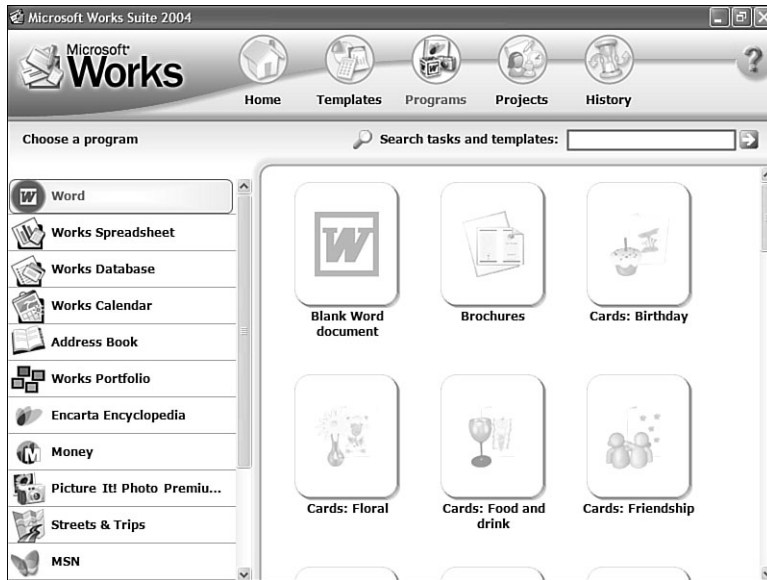 Microsoft Works Suite 2004
Microsoft
Works
Home Templates Programs Projects History
?
Choose a program
Search tasks and templates:
Word
Works Spreadsheet
Works Database
Works Calendar
Address Book
Works Portfolio
Encarta Encyclopedia
Money
Picture It! Photo Premiu...
Streets & Trips
MSN
Blank Word
document
Brochures
Cards: Birthday
Cards: Floral
Cards: Food and
drink
Cards: Friendship